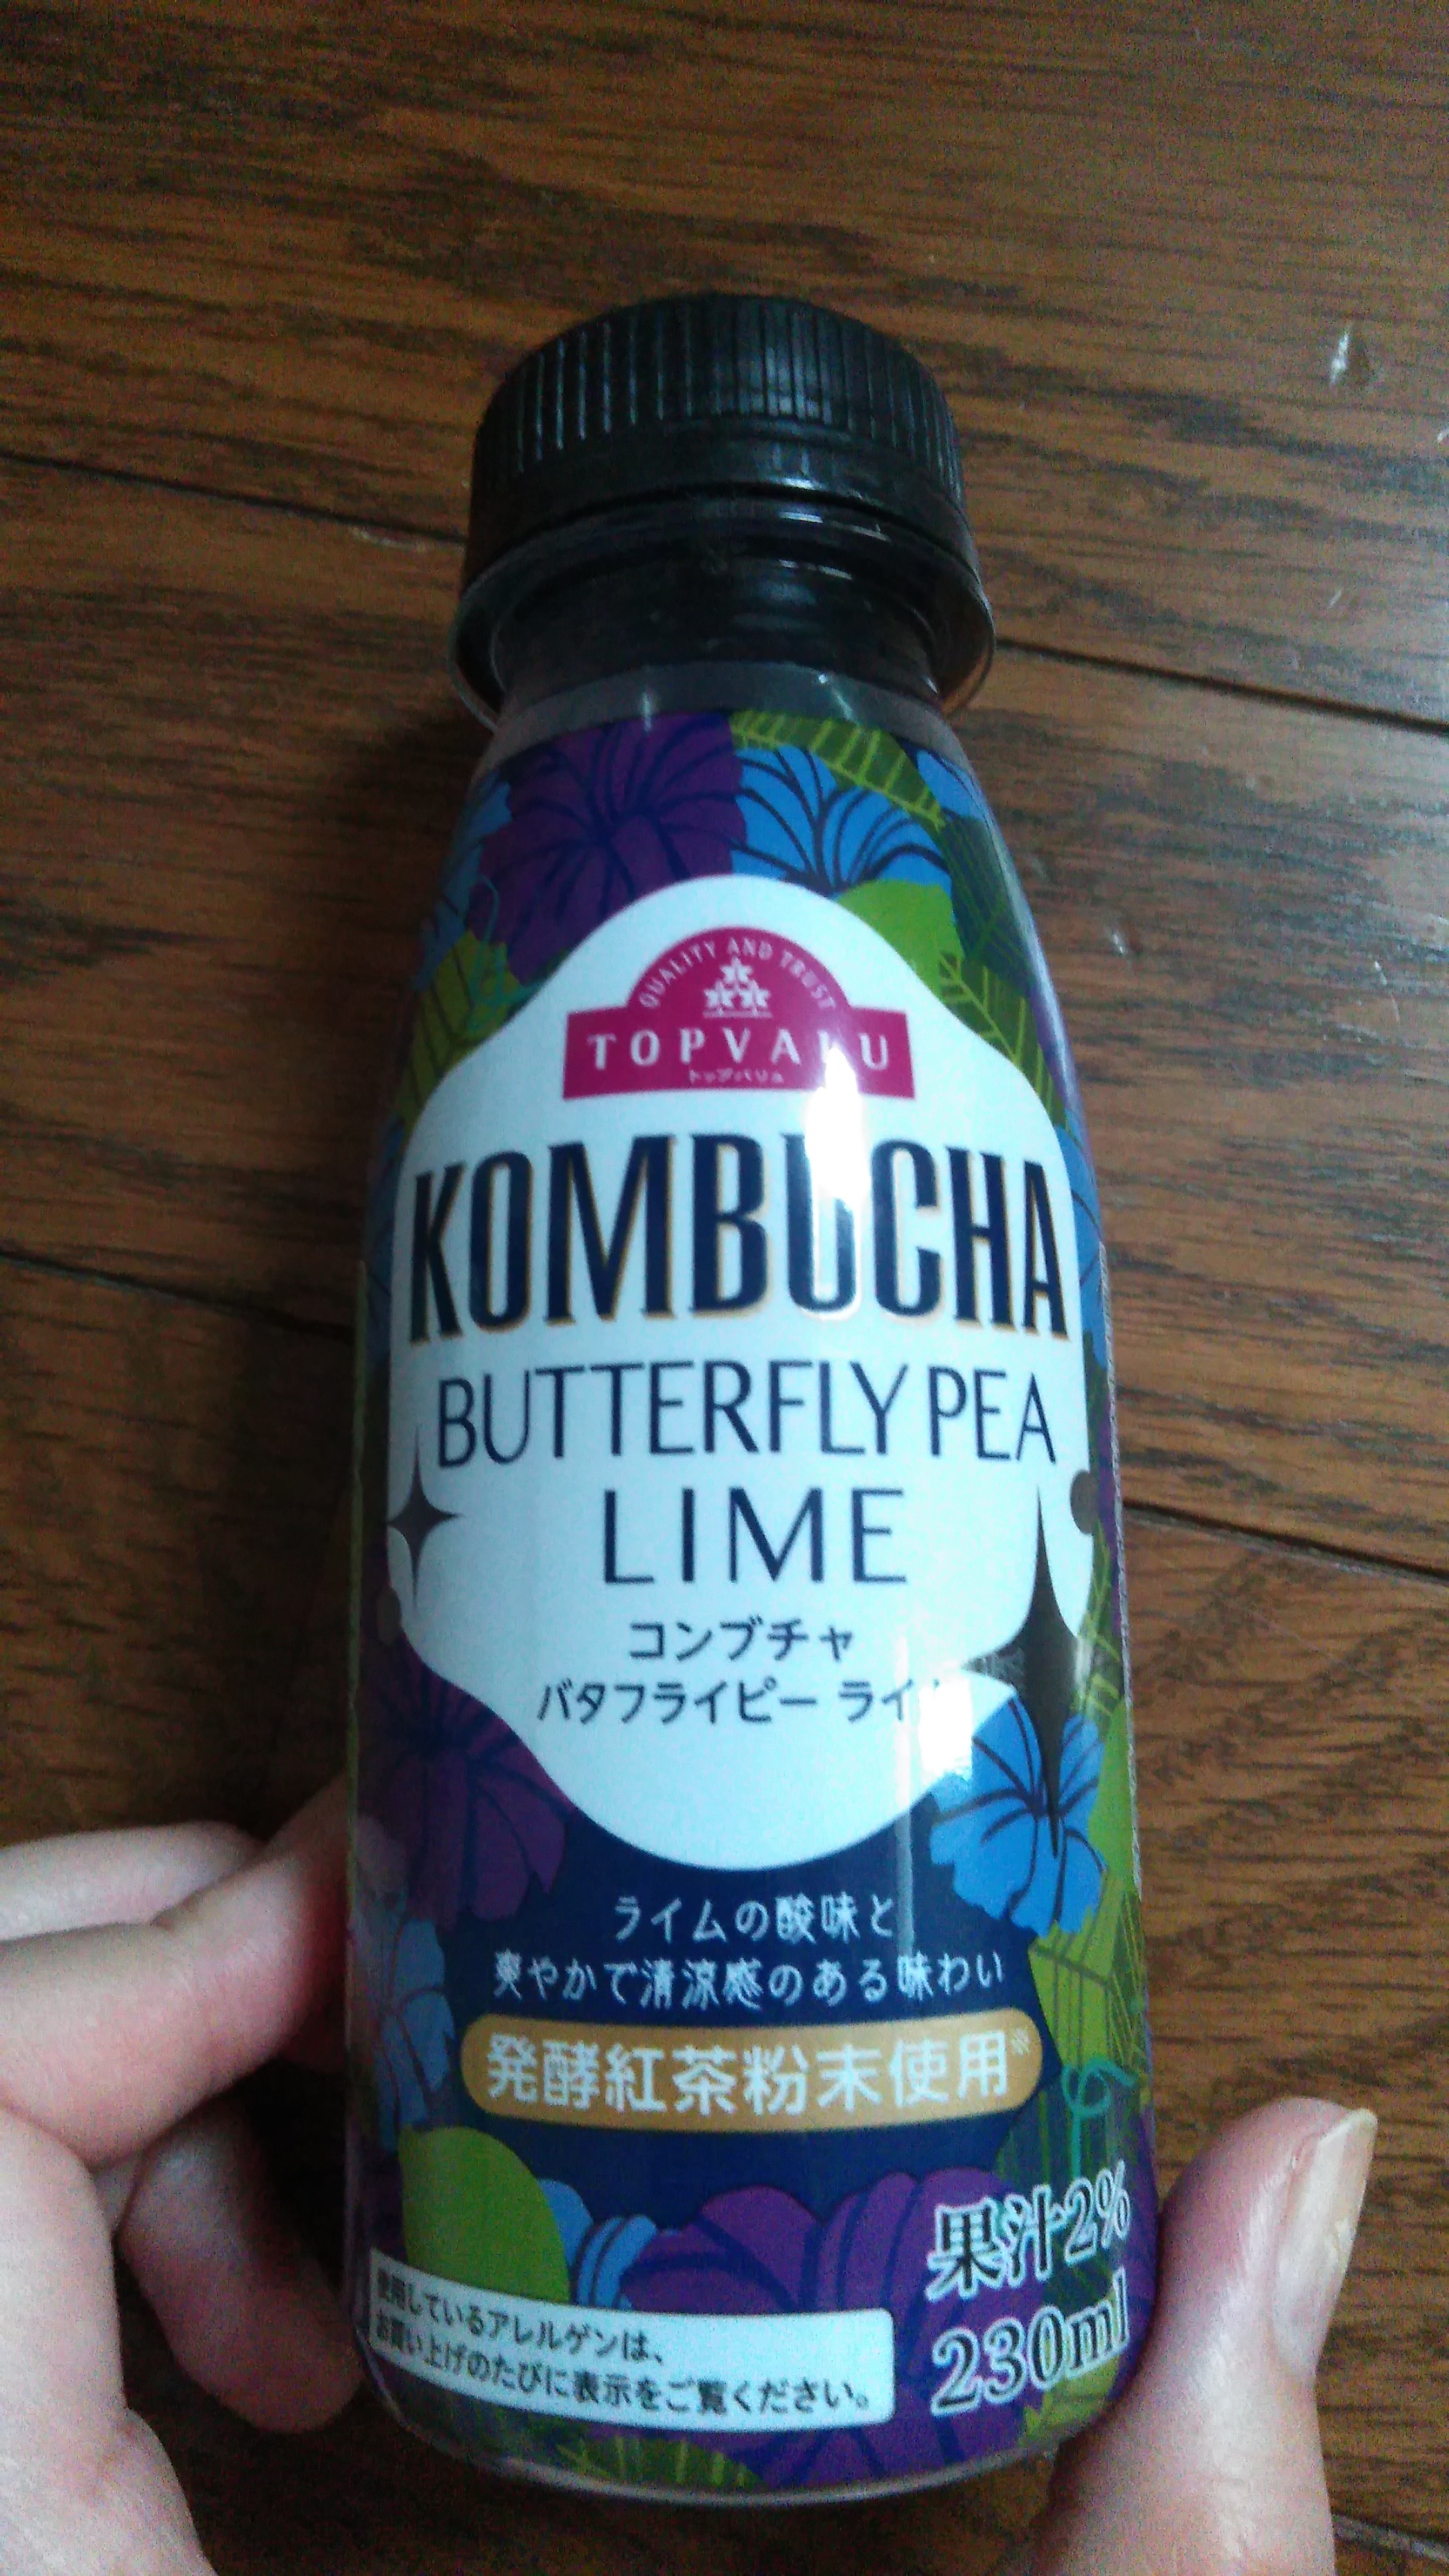 QUALITY AND TRUST
TOPVALU
トップバリュ
KOMBUCHA
BUTTERFLY PEA
LIME
コンブチャ
バタフライピー ライム
ライムの酸味と
爽やかで清涼感のある味わい
発酵紅茶粉末使用※
果汁2%
230ml
使用しているアレルゲンは、
お買い上げのたびに表示をご覧ください。